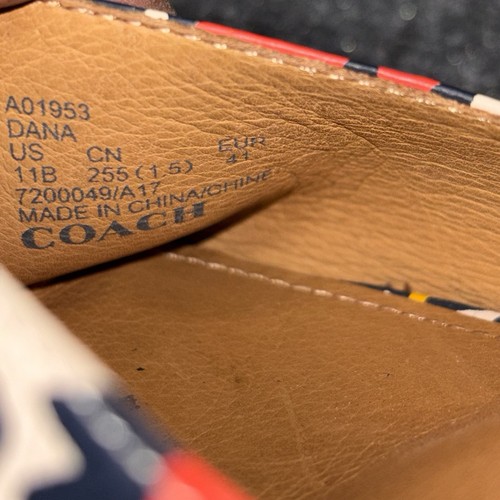 A01953
DANA
US CN EUR
11B 255(1 5) 41
7200049/A17
MADE IN CHINA/CHINE
COACH